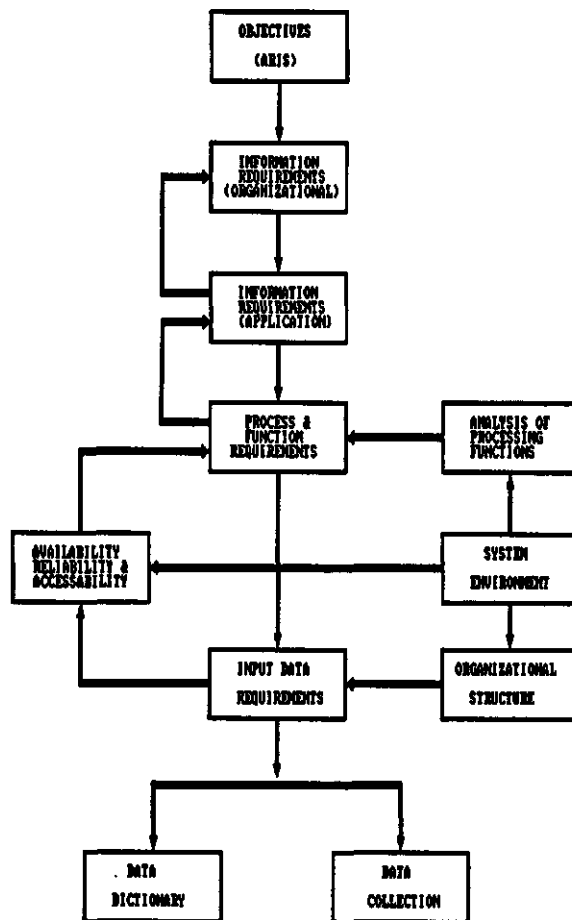 OBJECTIVES
(ARIS)
INFORMATION
REQUIREMENTS
(ORGANIZATIONAL)
INFORMATION
REQUIREMENTS
(APPLICATION)
PROCESS &
FUNCTION
REQUIREMENTS
ANALYSIS OF
PROCESSING
FUNCTIONS
AVAILABILITY
RELIABILITY &
ACCESSABILITY
SYSTEM
ENVIRONMENT
INPUT DATA
REQUIREMENTS
ORGANIZATIONAL
STRUCTURE
DATA
DICTIONARY
DATA
COLLECTION